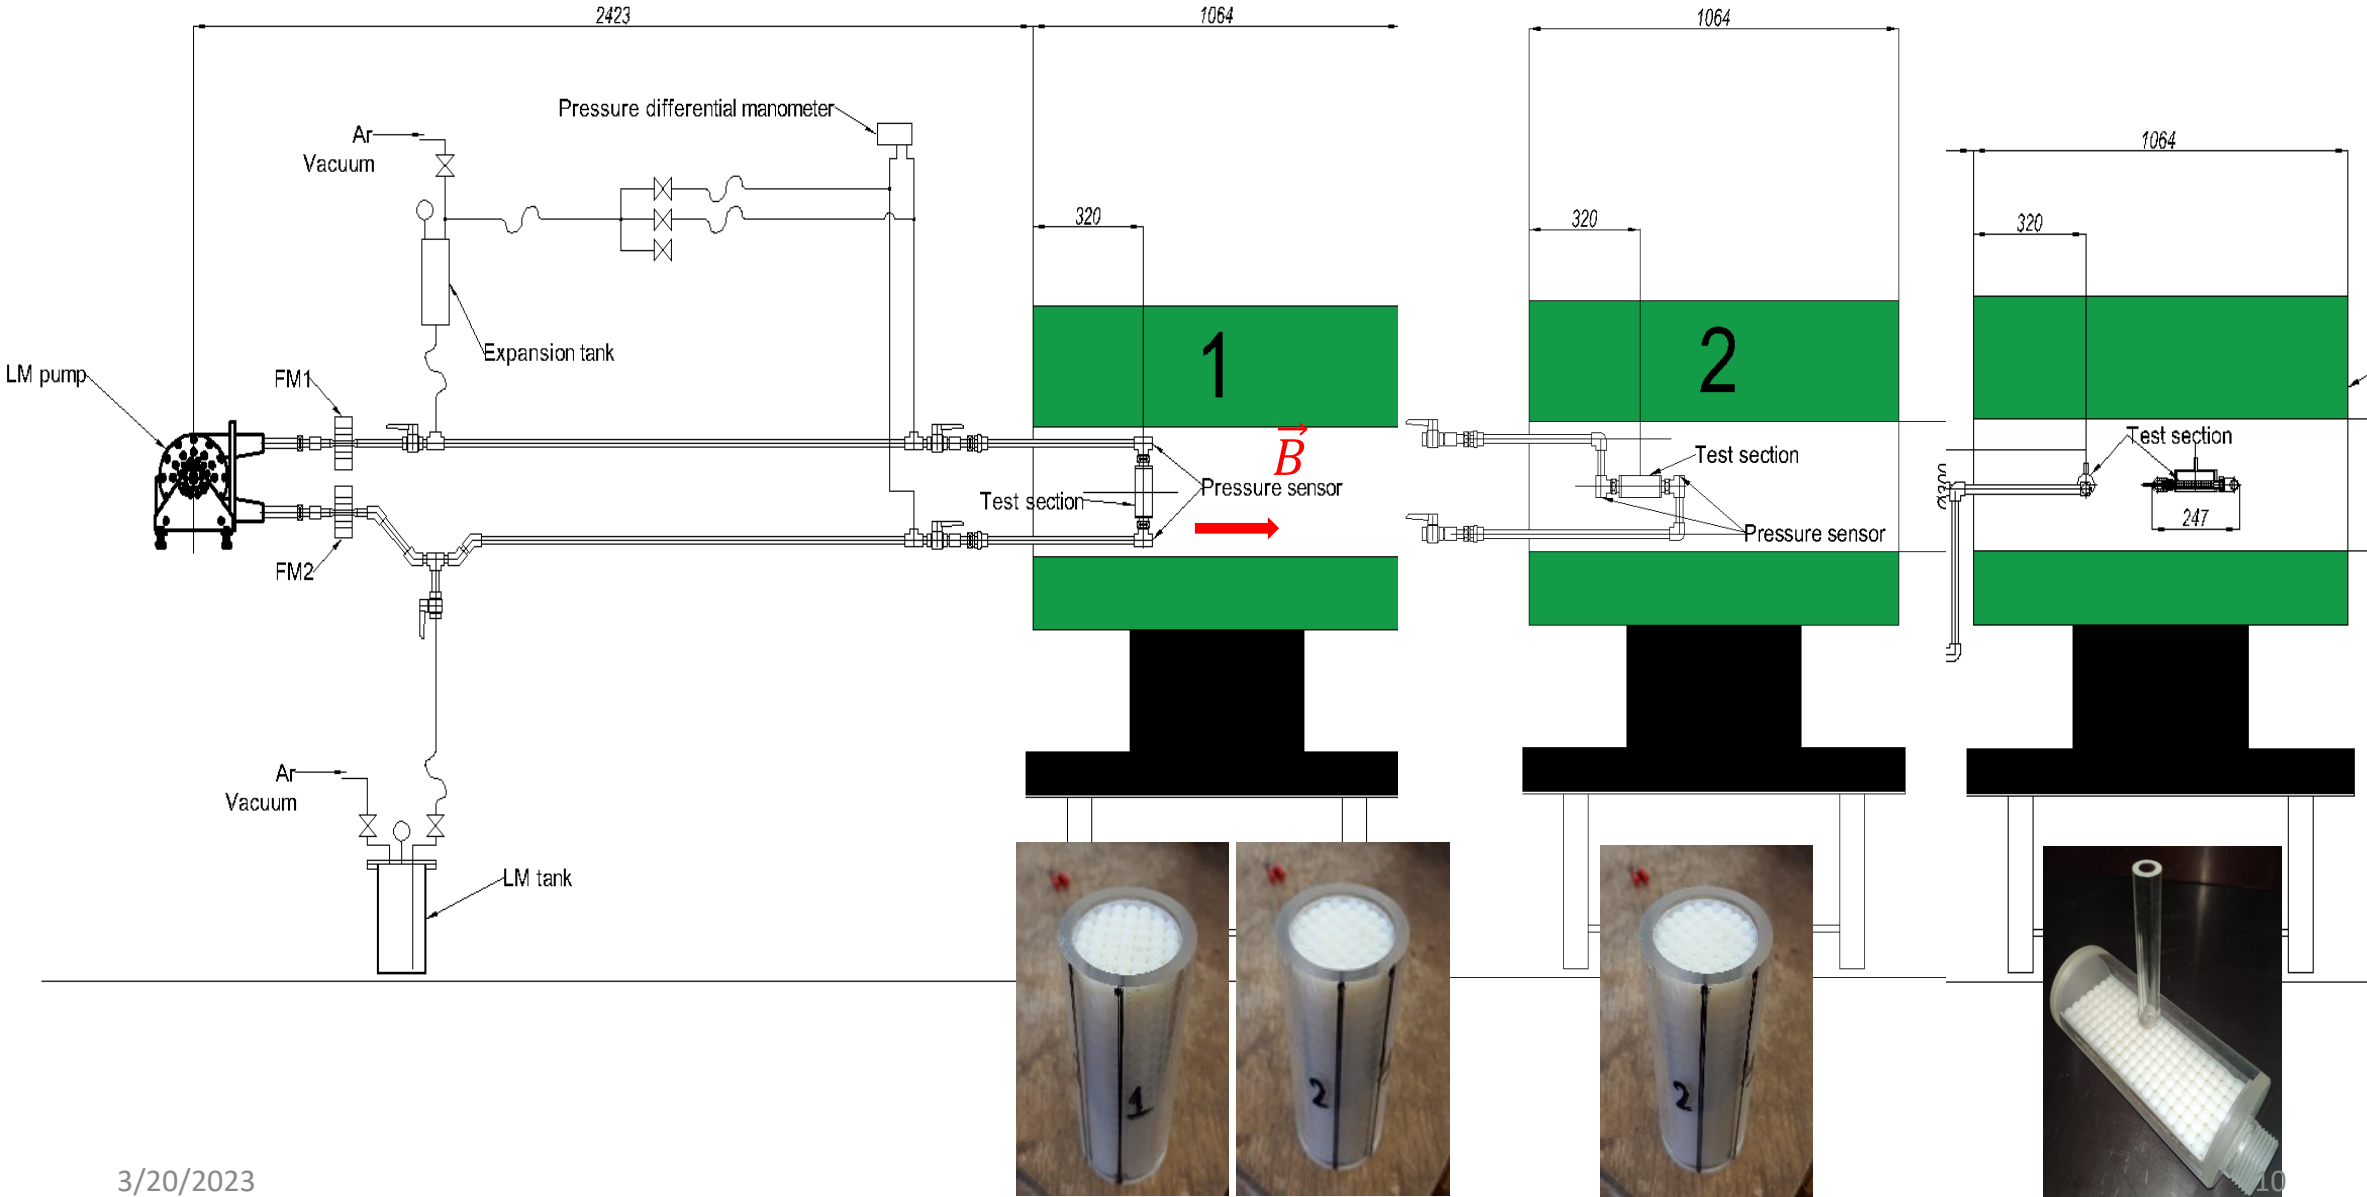 2423
1064
1064
1064
Pressure differential manometer
Ar
Vacuum
320
320
320
Expansion tank
1
2
LM pump
FM1
B
Test section
Test section
Test section
Pressure sensor
Pressure sensor
247
FM2
Ar
Vacuum
LM tank
1
2
2
3/20/2023
10